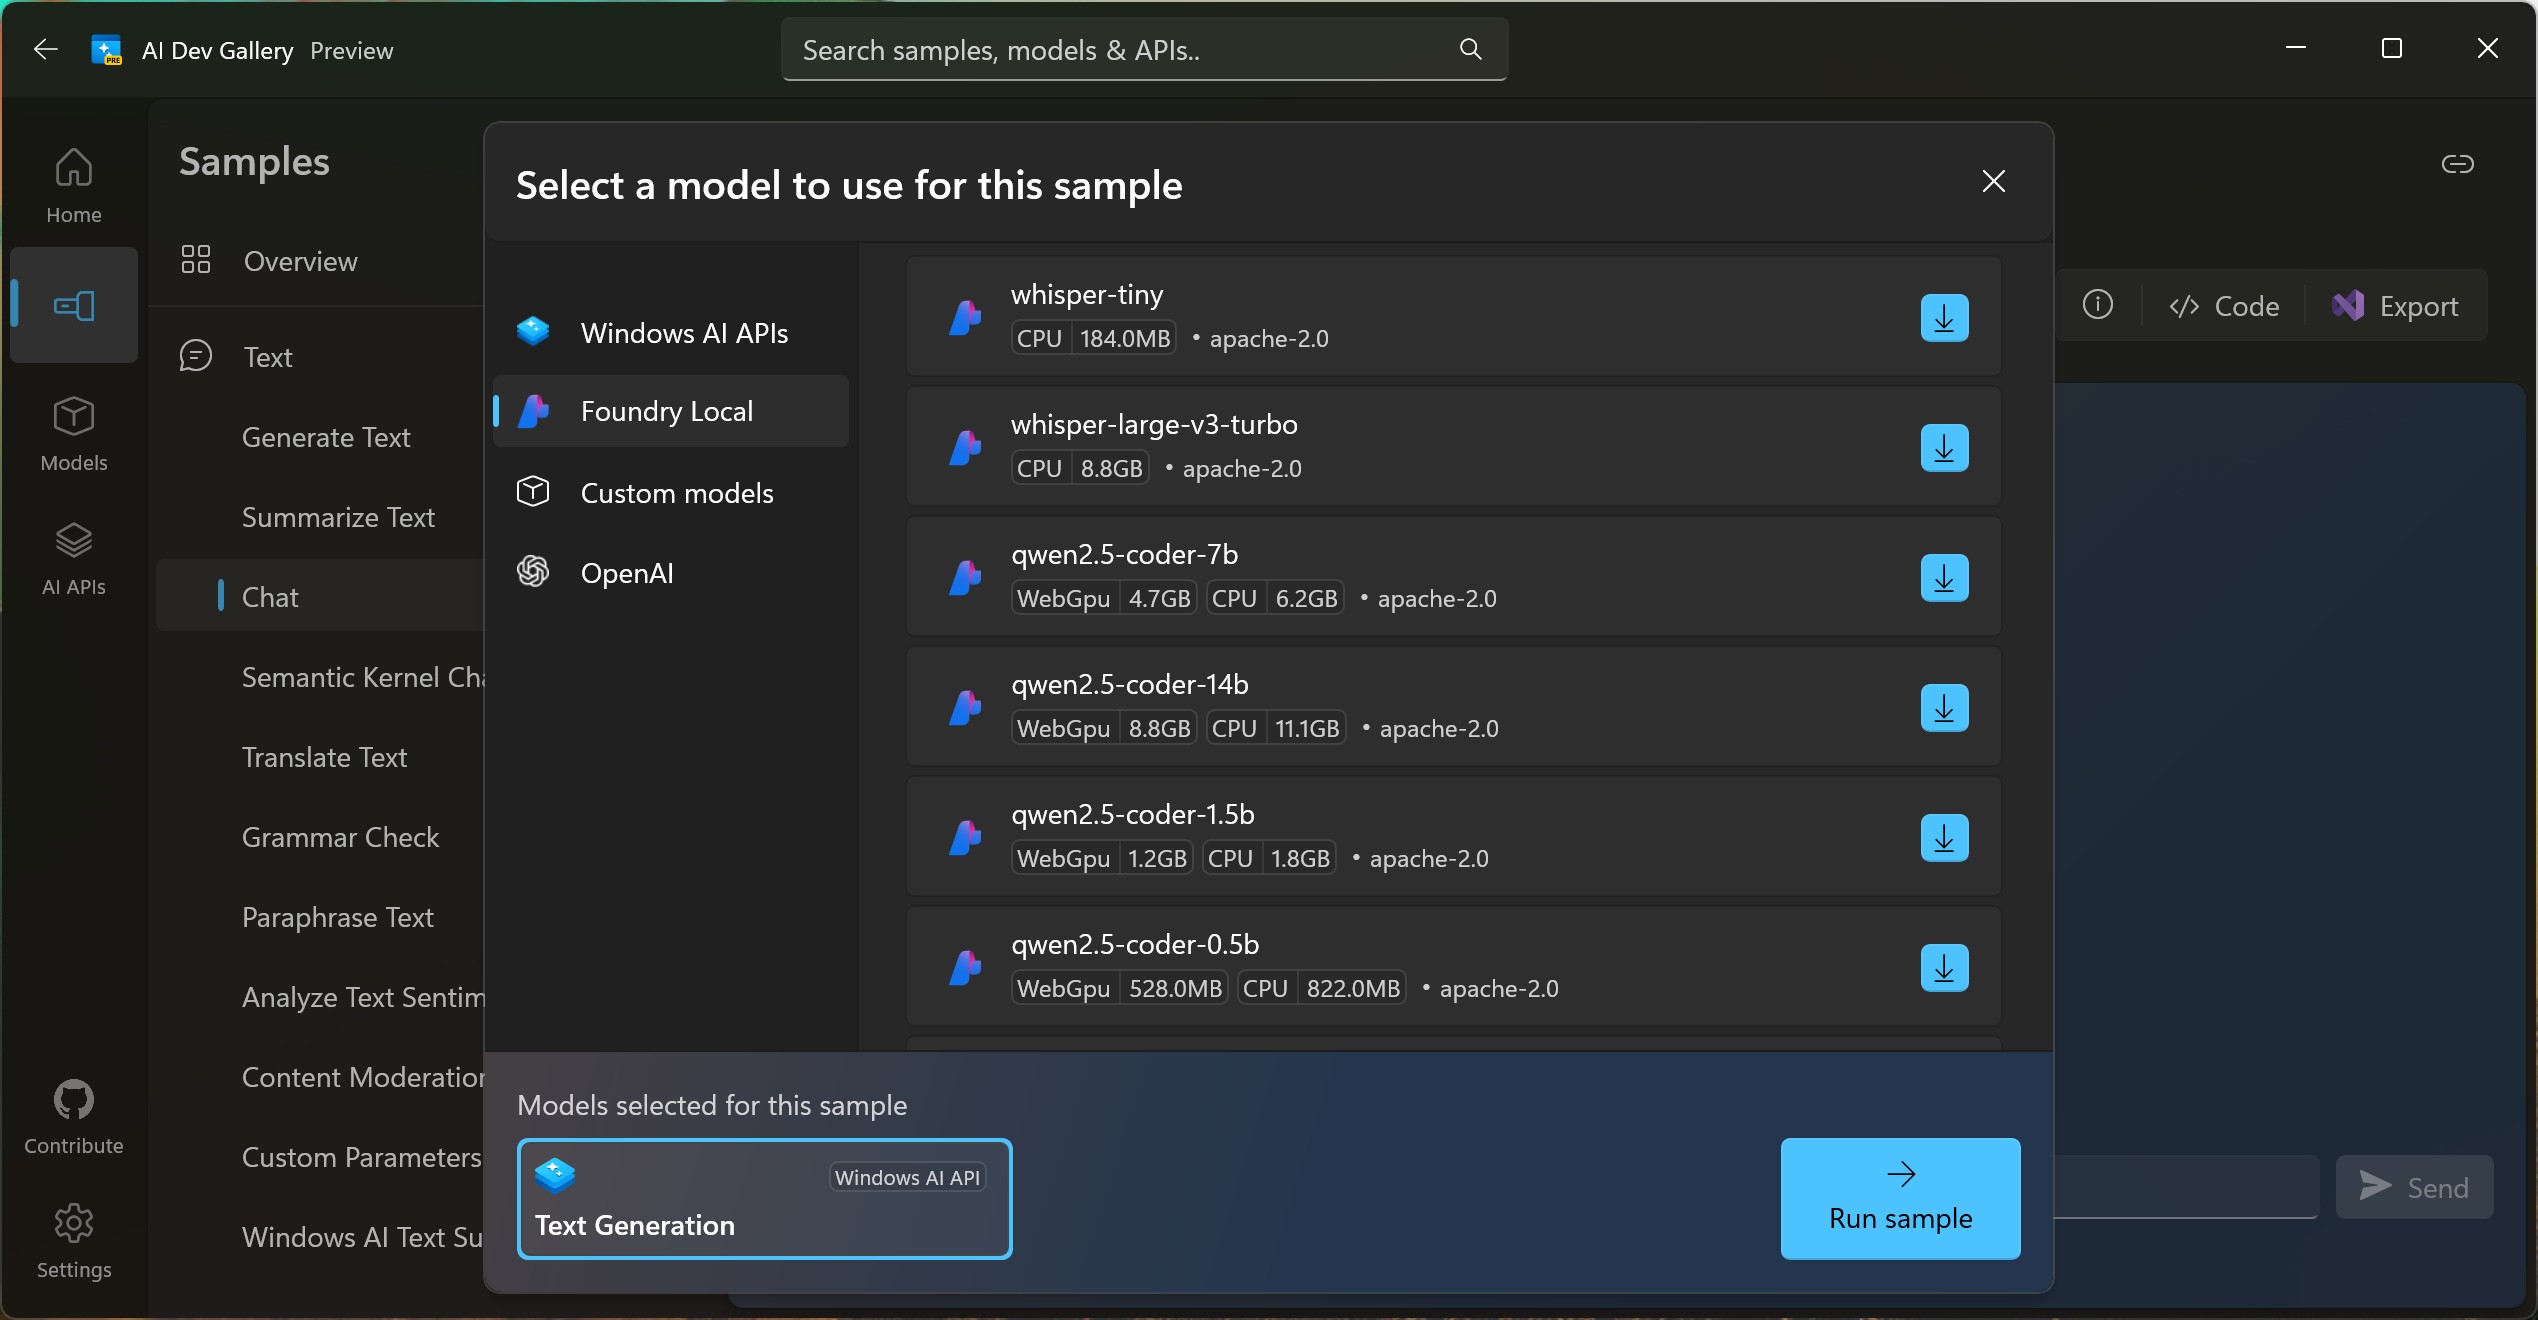 AI Dev Gallery Preview
Search samples, models & APIs..
Home
Models
AI APIs
Contribute
Settings
Samples
Overview
Text
Generate Text
Summarize Text
Chat
Semantic Kernel Cha
Translate Text
Grammar Check
Paraphrase Text
Analyze Text Sentim
Content Moderation
Custom Parameters
Windows AI Text Su
Code
Export
Send
Select a model to use for this sample
Windows AI APIs
Foundry Local
Custom models
OpenAI
whisper-tiny
CPU 184.0MB • apache-2.0
whisper-large-v3-turbo
CPU 8.8GB • apache-2.0
qwen2.5-coder-7b
WebGpu 4.7GB CPU 6.2GB • apache-2.0
qwen2.5-coder-14b
WebGpu 8.8GB CPU 11.1GB • apache-2.0
qwen2.5-coder-1.5b
WebGpu 1.2GB CPU 1.8GB • apache-2.0
qwen2.5-coder-0.5b
WebGpu 528.0MB CPU 822.0MB • apache-2.0
Models selected for this sample
Windows AI API
Text Generation
Run sample
PRE